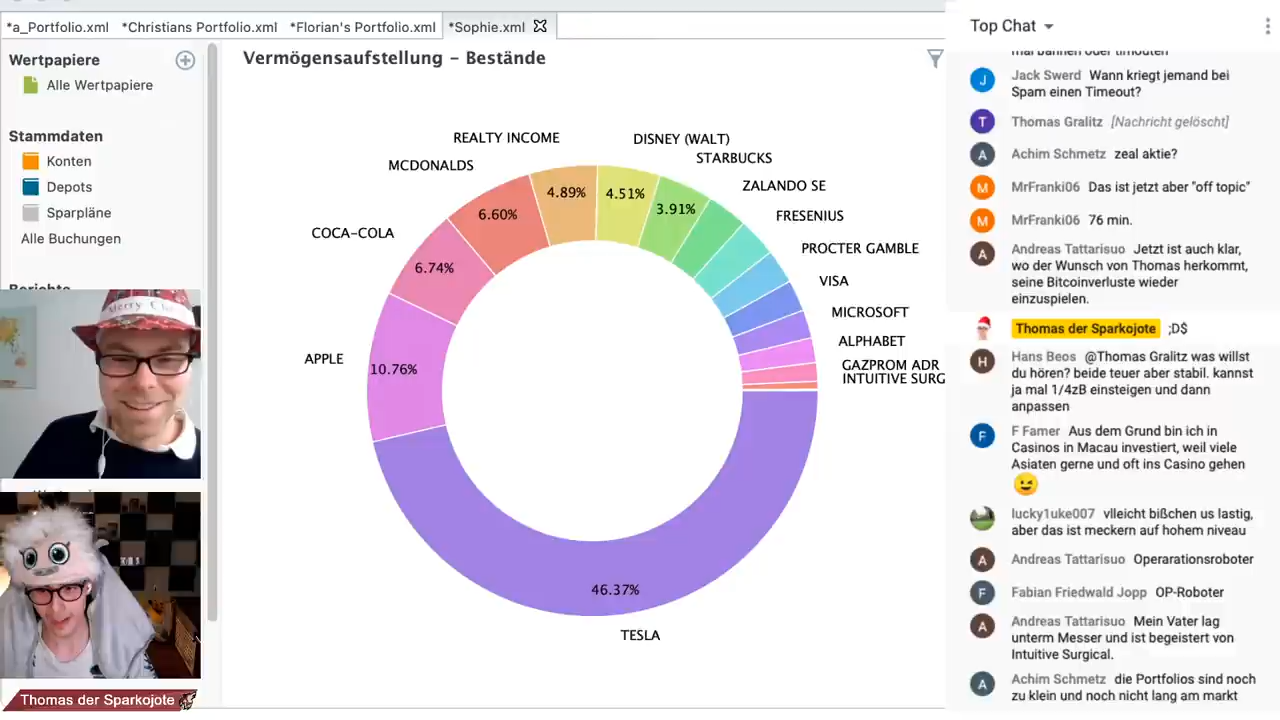 *a_Portfolio.xml *Christians Portfolio.xml *Florian's Portfolio.xml *Sophie.xml
Wertpapiere
Alle Wertpapiere
Stammdaten
Konten
Depots
Sparpläne
Alle Buchungen
Vermögensaufstellung – Bestände
REALTY INCOME
DISNEY (WALT)
MCDONALDS
STARBUCKS
ZALANDO SE
COCA-COLA
FRESENIUS
PROCTER GAMBLE
VISA
MICROSOFT
ALPHABET
APPLE
GAZPROM ADR
INTUITIVE SURG
TESLA
4.89%
4.51%
3.91%
6.60%
6.74%
10.76%
46.37%
Merry
Thomas der Sparkojote
Top Chat
mal bannen oder timouten
J Jack Swerd Wann kriegt jemand bei
Spam einen Timeout?
T Thomas Gralitz [Nachricht gelöscht]
A Achim Schmetz zeal aktie?
M MrFranki06 Das ist jetzt aber "off topic"
M MrFranki06 76 min.
A Andreas Tattarisuo Jetzt ist auch klar,
wo der Wunsch von Thomas herkommt,
seine Bitcoinverluste wieder
einzuspielen.
Thomas der Sparkojote ;D$
H Hans Beos @Thomas Gralitz was willst
du hören? beide teuer aber stabil. kannst
ja mal 1/4zB einsteigen und dann
anpassen
F F Famer Aus dem Grund bin ich in
Casinos in Macau investiert, weil viele
Asiaten gerne und oft ins Casino gehen
lucky1uke007 vlleicht bißchen us lastig,
aber das ist meckern auf hohem niveau
A Andreas Tattarisuo Operarationsroboter
F Fabian Friedwald Jopp OP-Roboter
A Andreas Tattarisuo Mein Vater lag
unterm Messer und ist begeistert von
Intuitive Surgical.
A Achim Schmetz die Portfolios sind noch
zu klein und noch nicht lang am markt